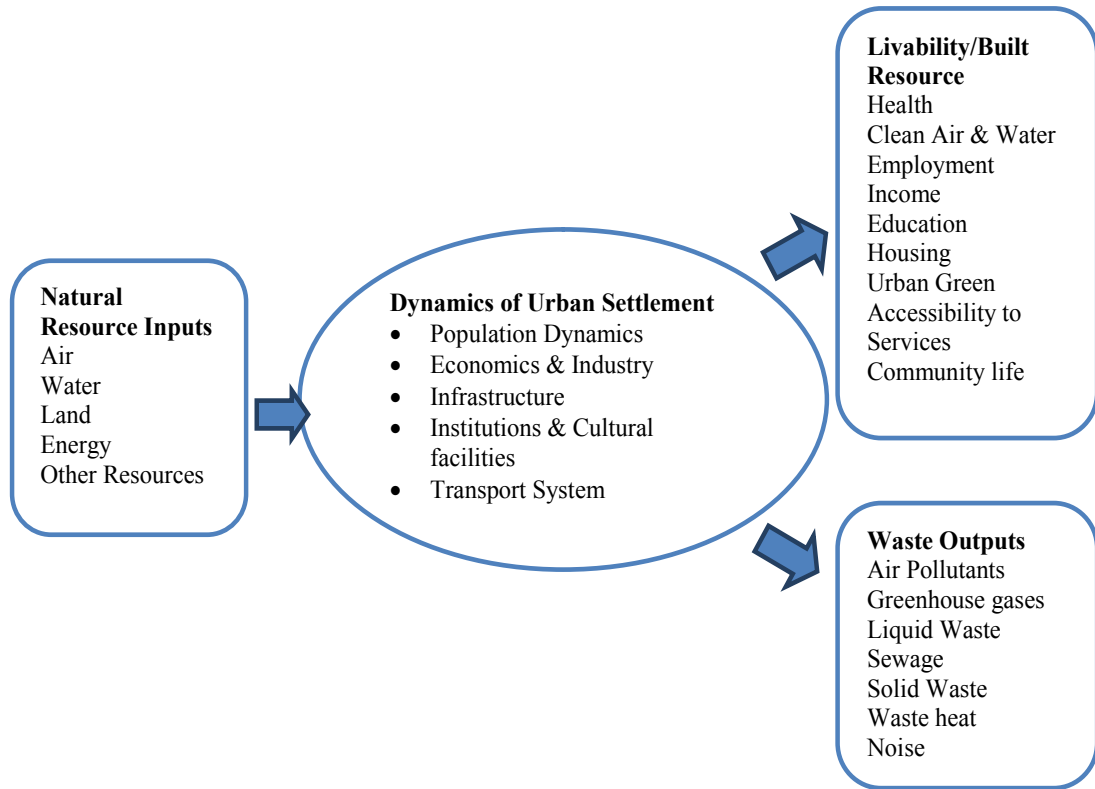 Natural
Resource Inputs
Air
Water
Land
Energy
Other Resources
Dynamics of Urban Settlement
• Population Dynamics
• Economics & Industry
• Infrastructure
• Institutions & Cultural
facilities
• Transport System
Livability/Built
Resource
Health
Clean Air & Water
Employment
Income
Education
Housing
Urban Green
Accessibility to
Services
Community life
Waste Outputs
Air Pollutants
Greenhouse gases
Liquid Waste
Sewage
Solid Waste
Waste heat
Noise